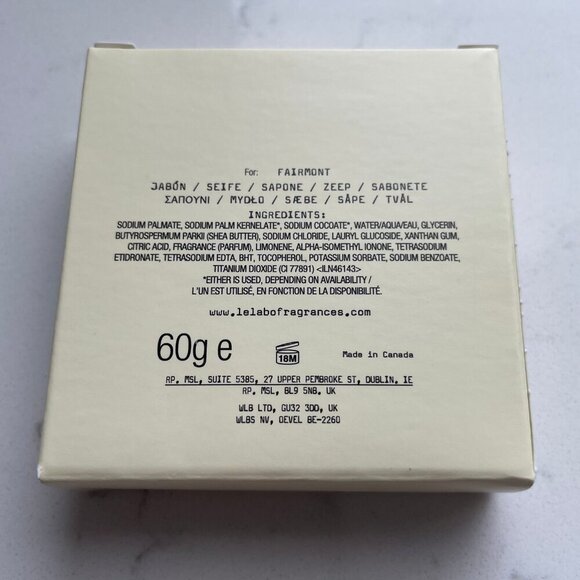 For: FAIRMONT
JABÓN / SEIFE / SAPONE / ZEEP / SABONETE
ΣΑΠΟΥΝΙ / MYDŁO / SÆBE / SÅPE / TVÅL
INGREDIENTS:
SODIUM PALMATE, SODIUM PALM KERNELATE*, SODIUM COCOATE*, WATER/AQUA/EAU, GLYCERIN,
BUTYROSPERMUM PARKII (SHEA BUTTER), SODIUM CHLORIDE, LAURYL GLUCOSIDE, XANTHAN GUM,
CITRIC ACID, FRAGRANCE (PARFUM), LIMONENE, ALPHA-ISOMETHYL IONONE, TETRASODIUM
ETIDRONATE, TETRASODIUM EDTA, BHT, TOCOPHEROL, POTASSIUM SORBATE, SODIUM BENZOATE,
TITANIUM DIOXIDE (CI 77891) <ILN46143>
*EITHER IS USED, DEPENDING ON AVAILABILITY /
L'UN EST UTILISÉ, EN FONCTION DE LA DISPONIBILITÉ.
www.lelabofragrances.com
60g e
18M
Made in Canada
RP. MSL, SUITE 5385, 27 UPPER PEMBROKE ST, DUBLIN, IE
RP. MSL, BL9 5NB, UK
WLB LTD, GU32 3DD, UK
WLBS NV, OEVEL BE-2260